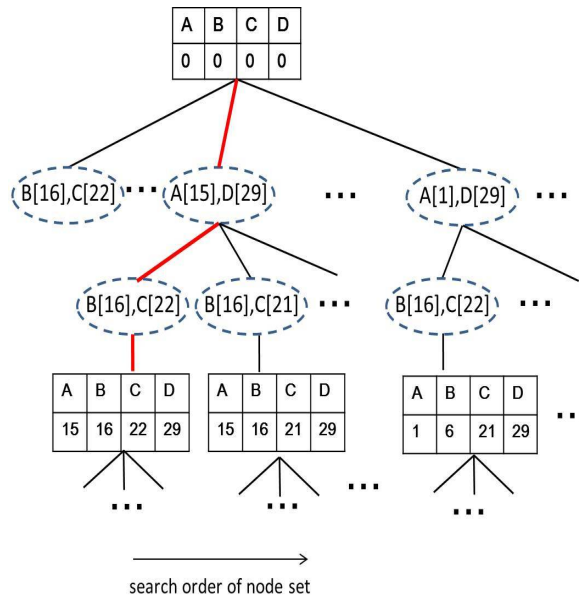 A B C D
0 0 0 0
B[16],C[22] ... A[15],D[29] ... A[1],D[29] ...
B[16],C[22] B[16],C[21] ... B[16],C[22] ...
A B C D A B C D A B C D
15 16 22 29 15 16 21 29 1 6 21 29 ...
... ... ... ...
search order of node set